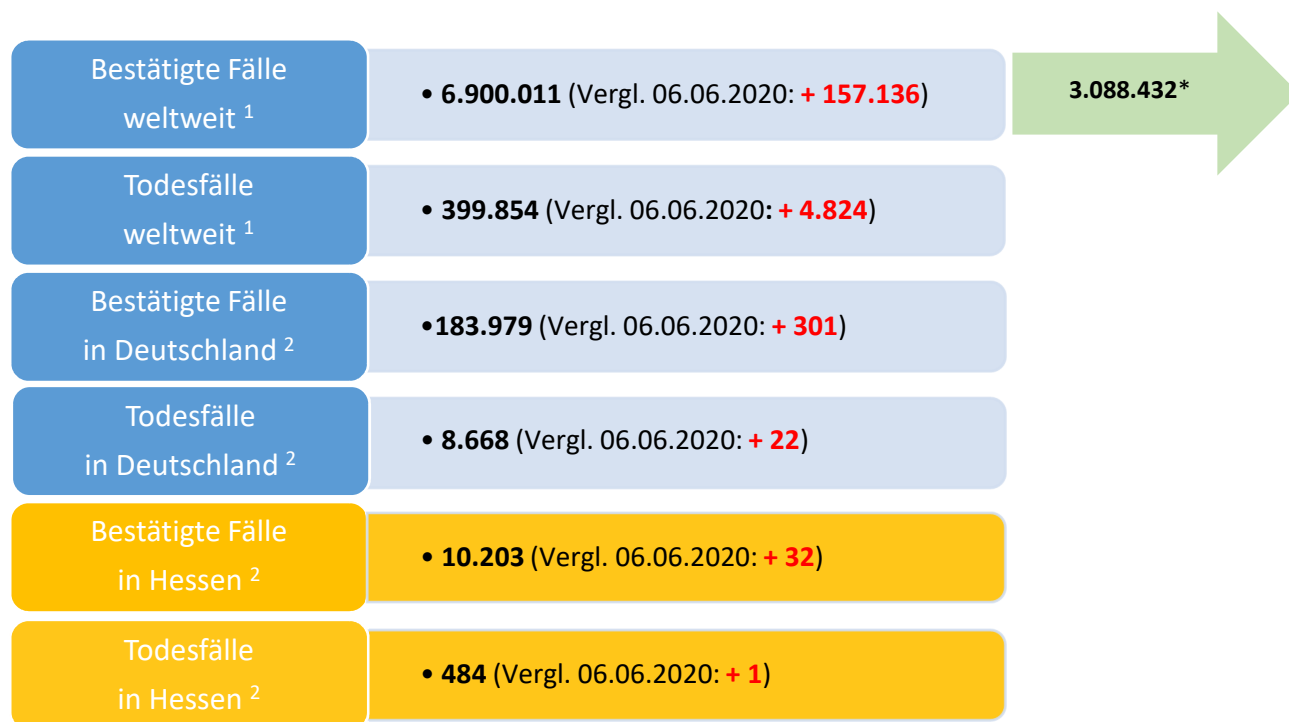 Bestätigte Fälle
weltweit ¹
• 6.900.011 (Vergl. 06.06.2020: + 157.136)
3.088.432*
Todesfälle
weltweit ¹
• 399.854 (Vergl. 06.06.2020: + 4.824)
Bestätigte Fälle
in Deutschland ²
•183.979 (Vergl. 06.06.2020: + 301)
Todesfälle
in Deutschland ²
• 8.668 (Vergl. 06.06.2020: + 22)
Bestätigte Fälle
in Hessen ²
• 10.203 (Vergl. 06.06.2020: + 32)
Todesfälle
in Hessen ²
• 484 (Vergl. 06.06.2020: + 1)